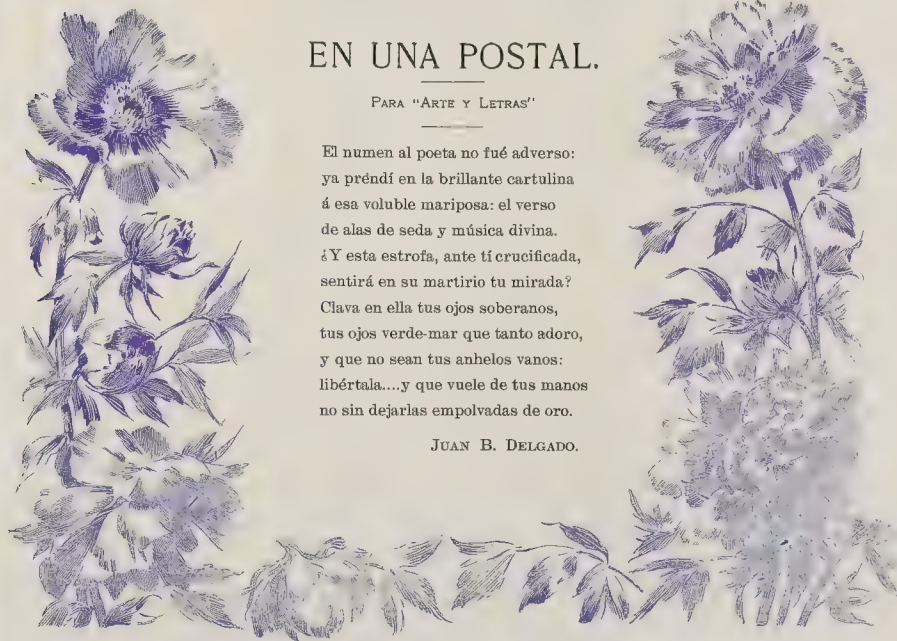 EN UNA POSTAL.
PARA "ARTE Y LETRAS"
El numen al poeta no fué adverso:
ya préndí en la brillante cartulina
á esa voluble mariposa: el verso
de alas de seda y música divina.
¿Y esta estrofa, ante tí crucificada,
sentirá en su martirio tu mirada?
Clava en ella tus ojos soberanos,
tus ojos verde-mar que tanto adoro,
y que no sean tus anhelos vanos:
libértala....y que vuele de tus manos
no sin dejarlas empolvadas de oro.
JUAN B. DELGADO.